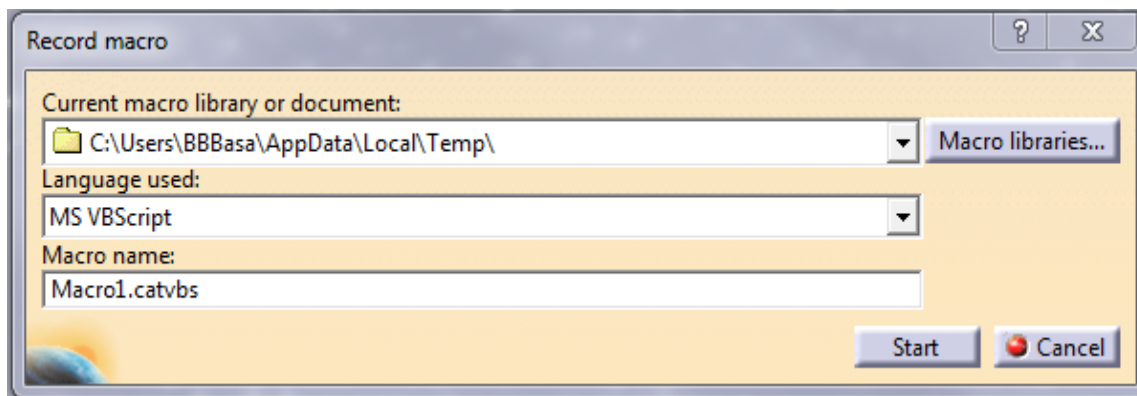 Record macro
Current macro library or document:
C:\Users\BBBasa\AppData\Local\Temp\
Macro libraries...
Language used:
MS VBScript
Macro name:
Macro1.catvbs
Start
Cancel